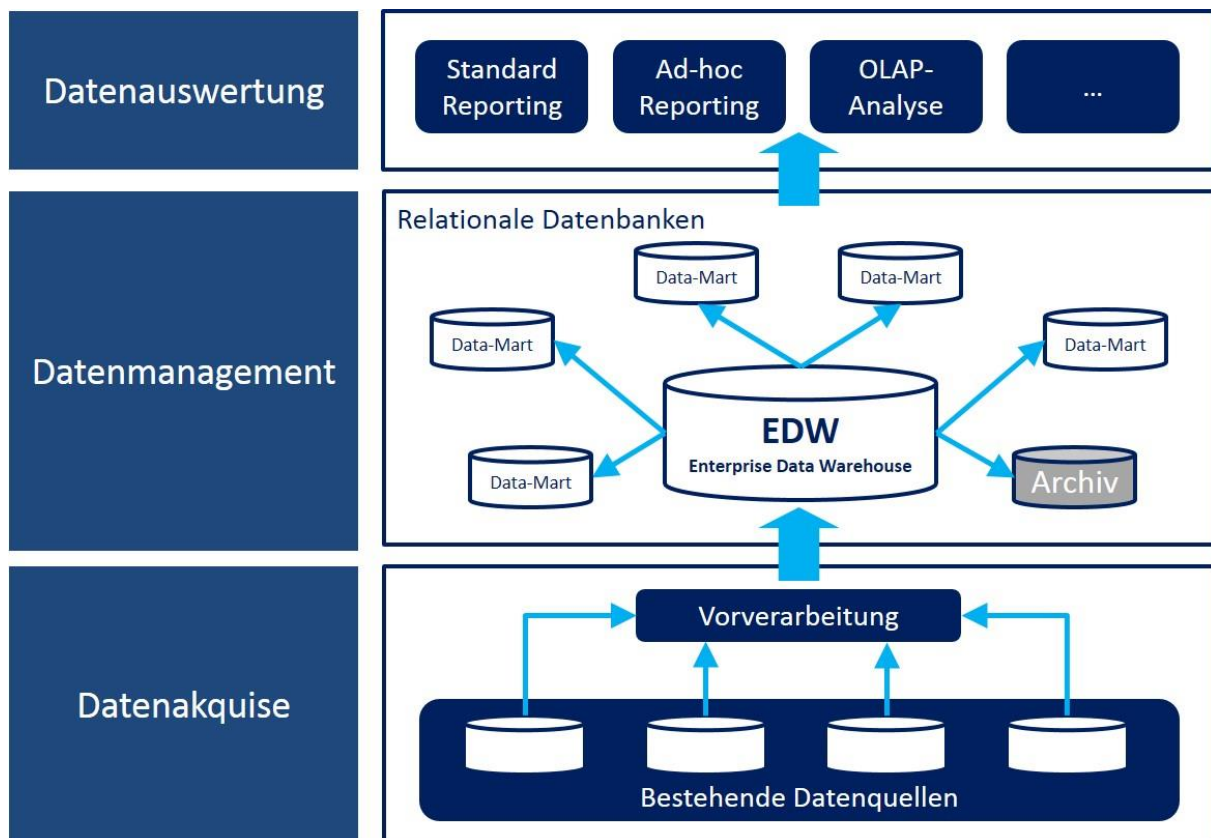 Datenauswertung
Standard
Reporting
Ad-hoc
Reporting
OLAP-
Analyse
...
Datenmanagement
Relationale Datenbanken
Data-Mart
Data-Mart
Data-Mart
Data-Mart
Data-Mart
EDW
Enterprise Data Warehouse
Archiv
Datenakquise
Vorverarbeitung
Bestehende Datenquellen